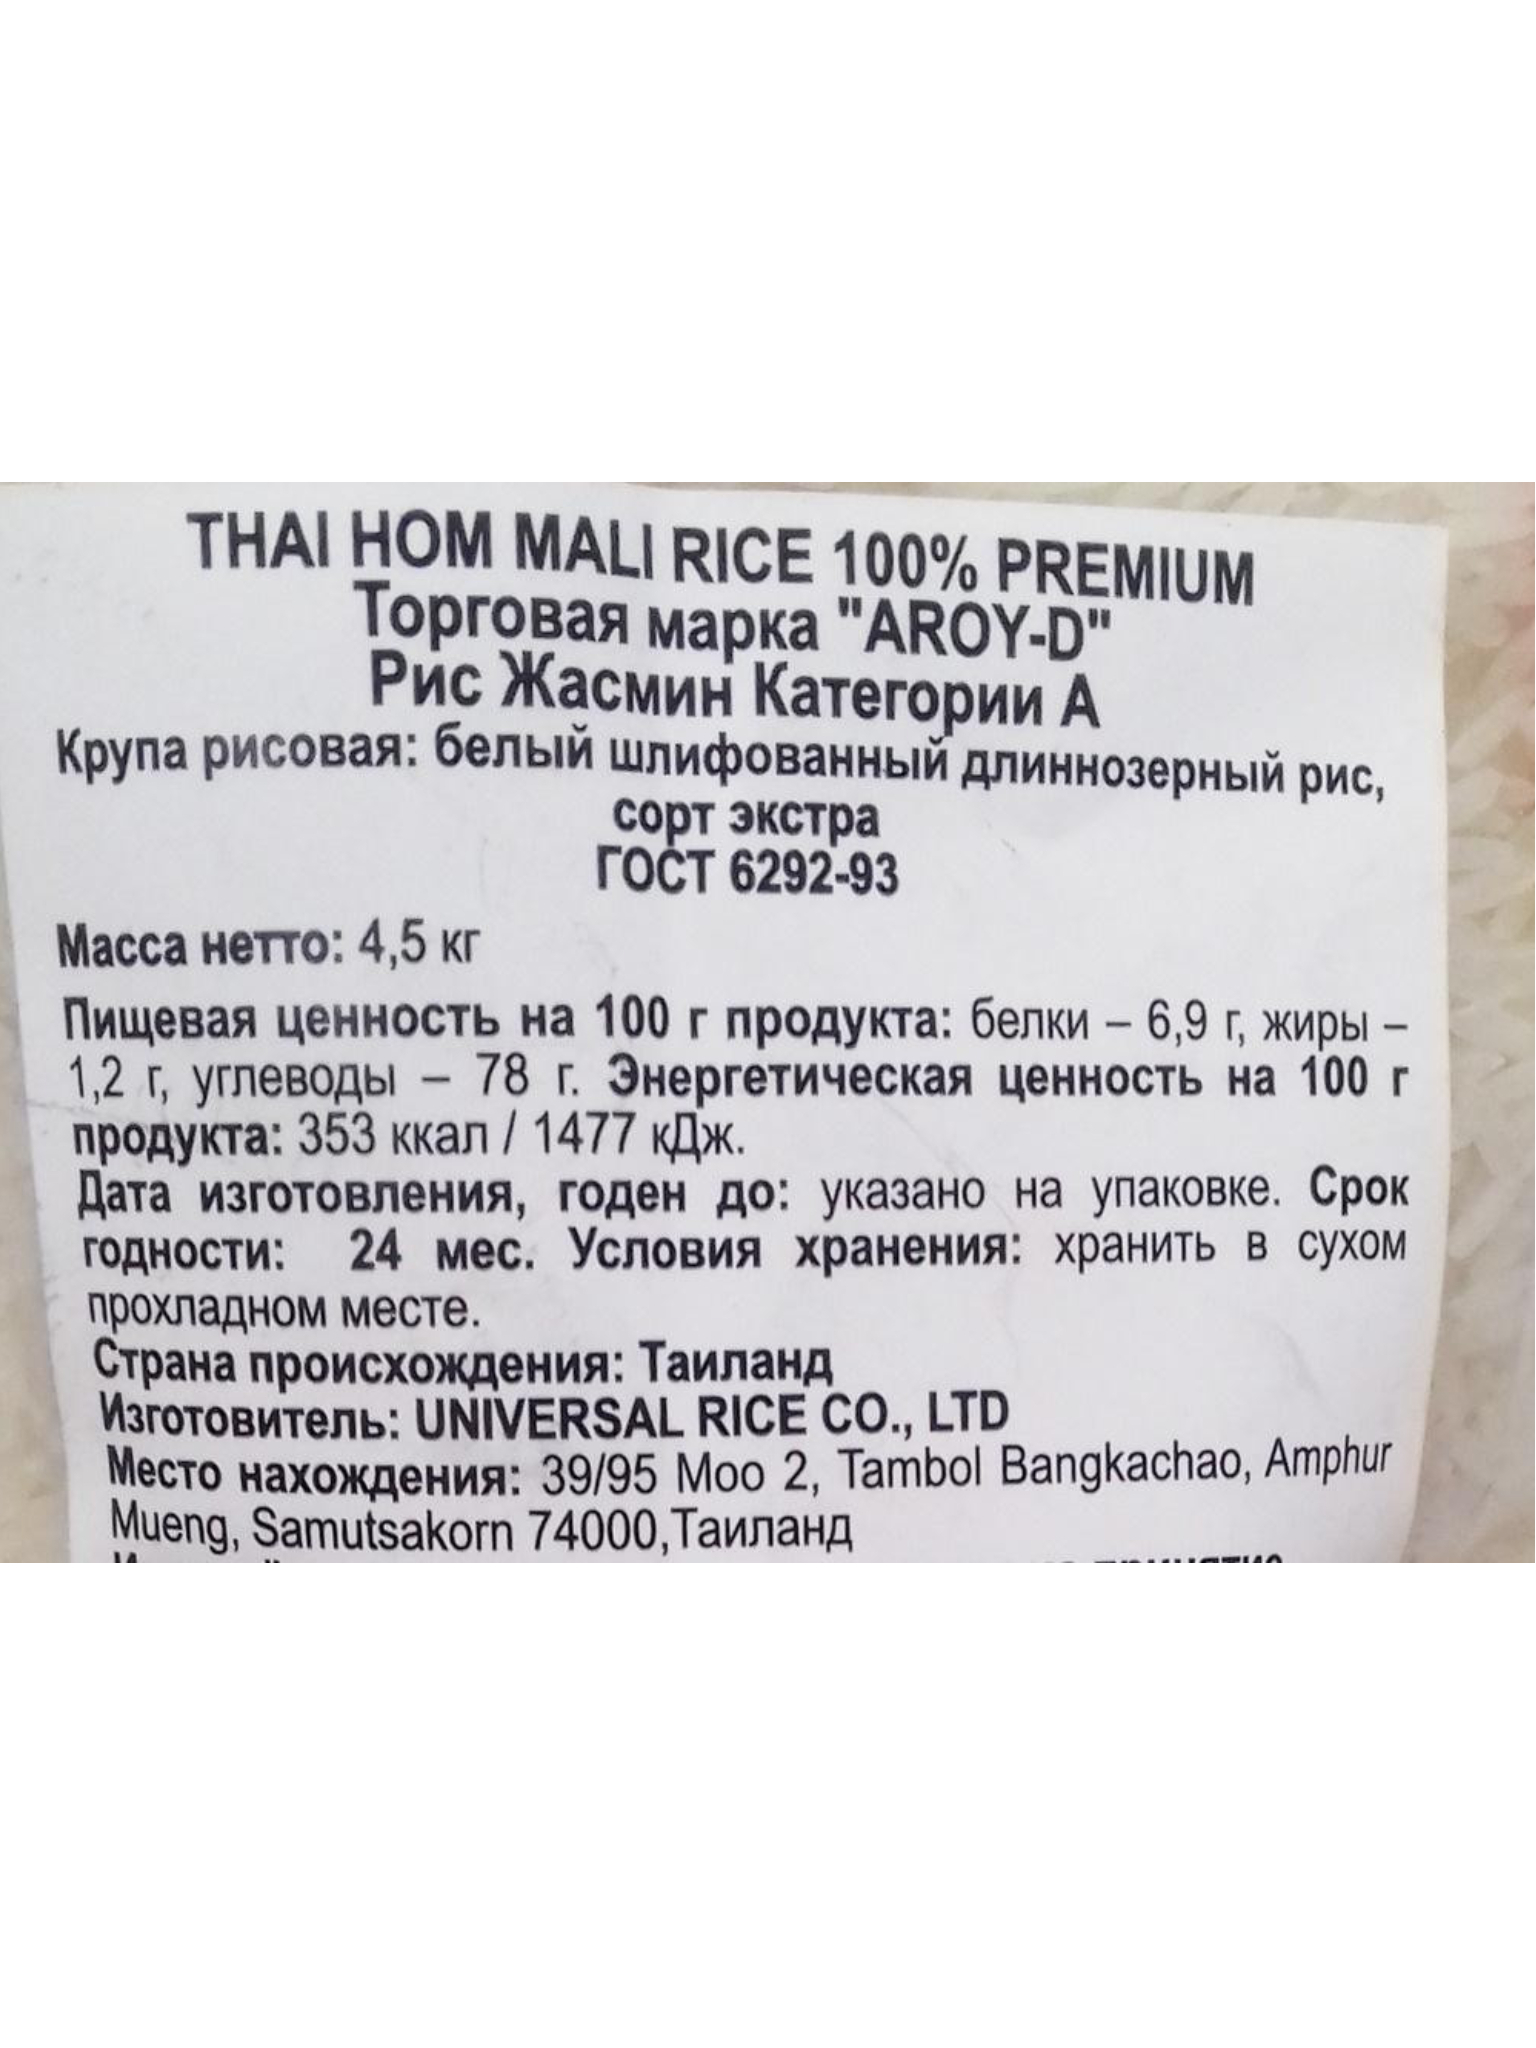 THAI HOM MALI RICE 100% PREMIUM
Торговая марка "AROY-D"
Рис Жасмин Категории А
Крупа рисовая: белый шлифованный длиннозерный рис,
сорт экстра
ГОСТ 6292-93
Масса нетто: 4,5 кг
Пищевая ценность на 100 г продукта: белки – 6,9 г, жиры –
1,2 г, углеводы – 78 г. Энергетическая ценность на 100 г
продукта: 353 ккал / 1477 кДж.
Дата изготовления, годен до: указано на упаковке. Срок
годности: 24 мес. Условия хранения: хранить в сухом
прохладном месте.
Страна происхождения: Таиланд
Изготовитель: UNIVERSAL RICE CO., LTD
Место нахождения: 39/95 Moo 2, Tambol Bangkachao, Amphur
Mueng, Samutsakorn 74000,Таиланд